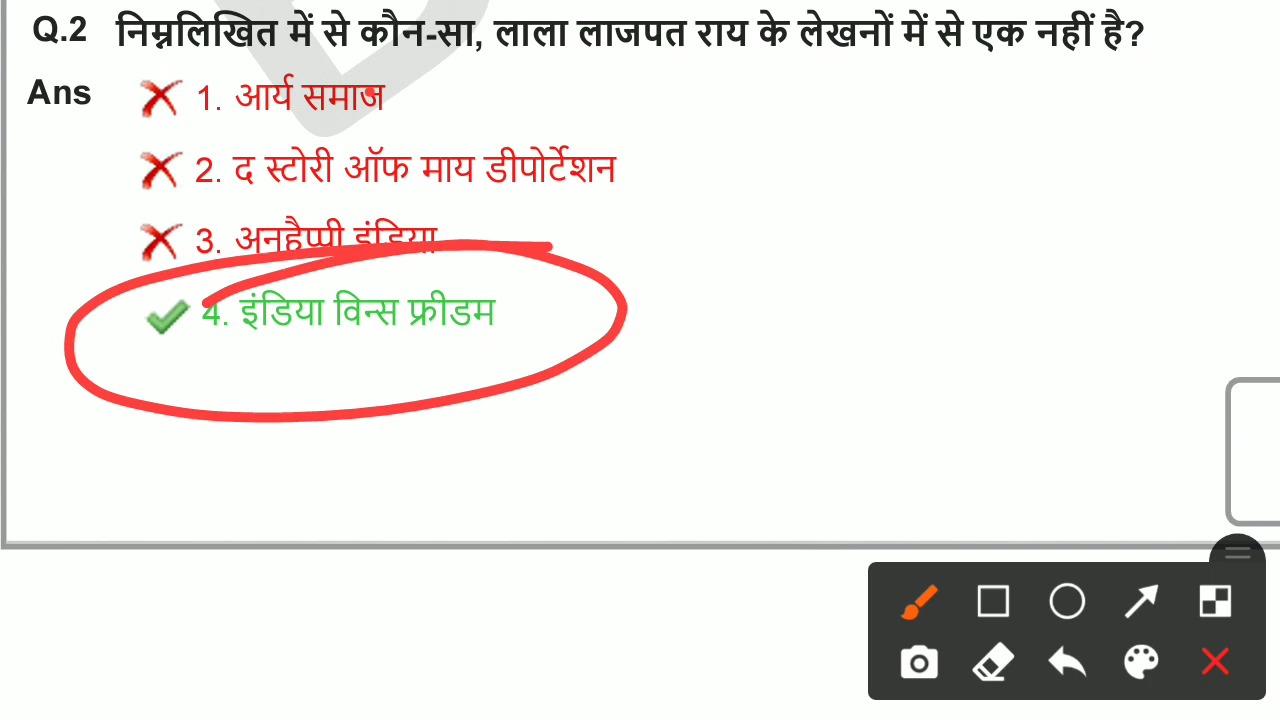 Q.2 निम्नलिखित में से कौन-सा, लाला लाजपत राय के लेखनों में से एक नहीं है?
Ans 1. आर्य समाज
2. द स्टोरी ऑफ माय डीपोर्टेशन
3. अनहैप्पी इंडिया
4. इंडिया विन्स फ्रीडम